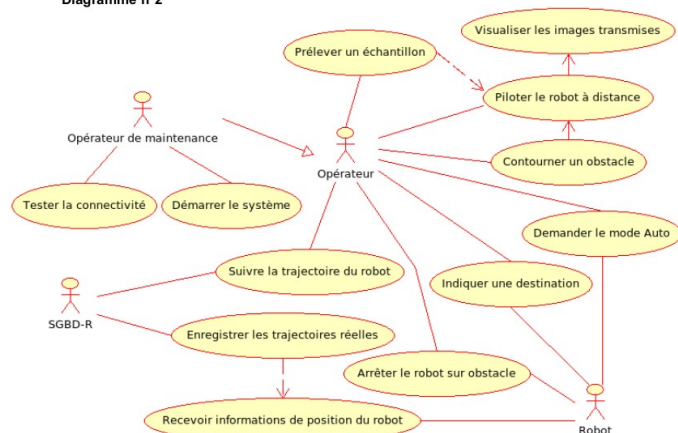 Diagramme n°2
Visualiser les images transmises
Prélever un échantillon
Piloter le robot à distance
Opérateur de maintenance
Opérateur
Contourner un obstacle
Tester la connectivité
Démarrer le système
Demander le mode Auto
Suivre la trajectoire du robot
Indiquer une destination
SGBD-R
Enregistrer les trajectoires réelles
Arrêter le robot sur obstacle
Recevoir informations de position du robot
Robot